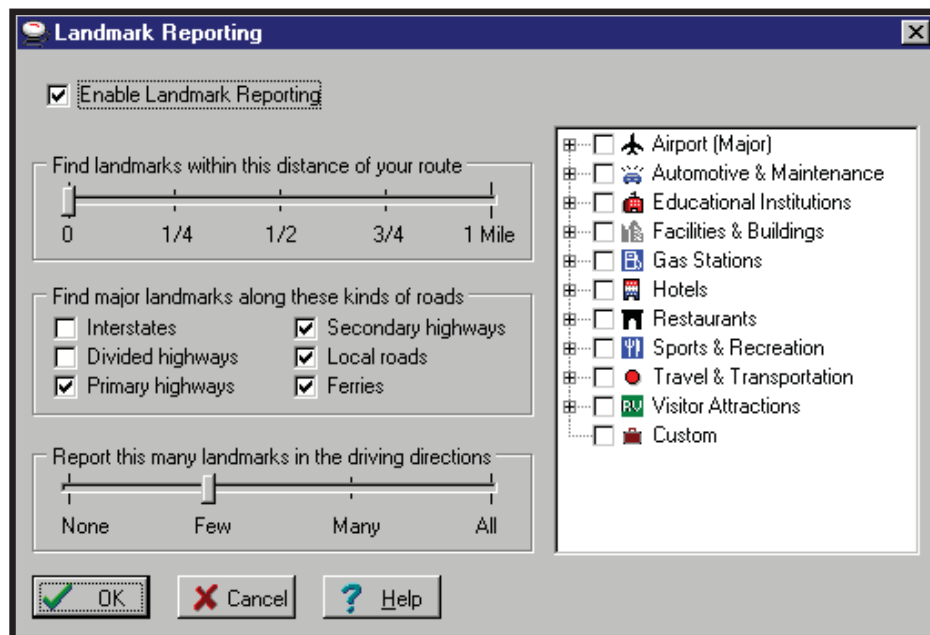 Landmark Reporting
Enable Landmark Reporting
Find landmarks within this distance of your route
0 1/4 1/2 3/4 1 Mile
Find major landmarks along these kinds of roads
Interstates Secondary highways
Divided highways Local roads
Primary highways Ferries
Report this many landmarks in the driving directions
None Few Many All
OK Cancel Help
Airport (Major)
Automotive & Maintenance
Educational Institutions
Facilities & Buildings
Gas Stations
Hotels
Restaurants
Sports & Recreation
Travel & Transportation
RV Visitor Attractions
Custom